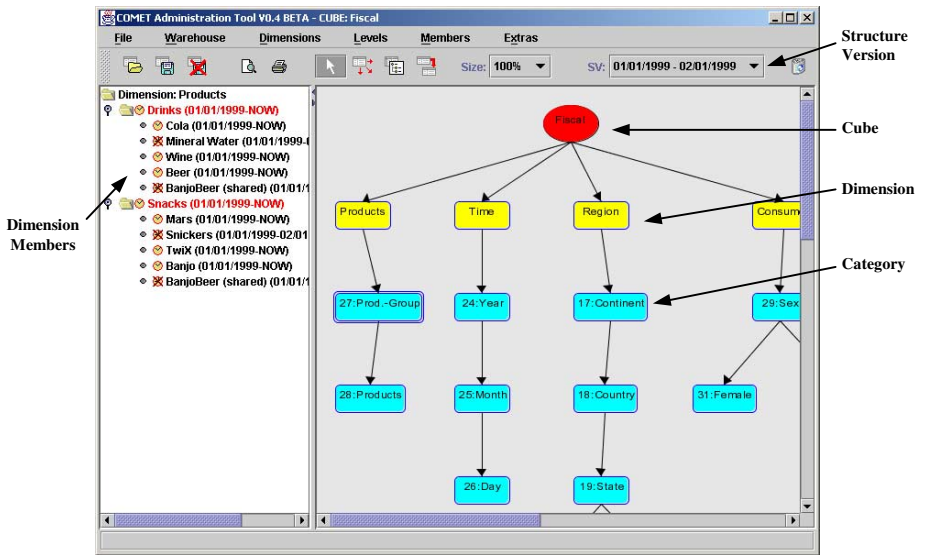 COMET Administration Tool V0.4 BETA - CUBE: Fiscal
File Warehouse Dimensions Levels Members Extras
Size: 100% SV: 01/01/1999 - 02/01/1999
Structure
Version
Dimension: Products
Drinks (01/01/1999-NOW)
Cola (01/01/1999-NOW)
Mineral Water (01/01/1999-
Wine (01/01/1999-NOW)
Beer (01/01/1999-NOW)
BanjoBeer (shared) (01/01/1
Snacks (01/01/1999-NOW)
Mars (01/01/1999-NOW)
Snickers (01/01/1999-02/01
TwiX (01/01/1999-NOW)
Banjo (01/01/1999-NOW)
BanjoBeer (shared) (01/01/1
Dimension
Members
Fiscal
Cube
Products Time Region Consume
Dimension
27:Prod.-Group 24:Year 17:Continent 29:Sex
Category
28:Products 25:Month 18:Country 31:Female
26:Day 19:State